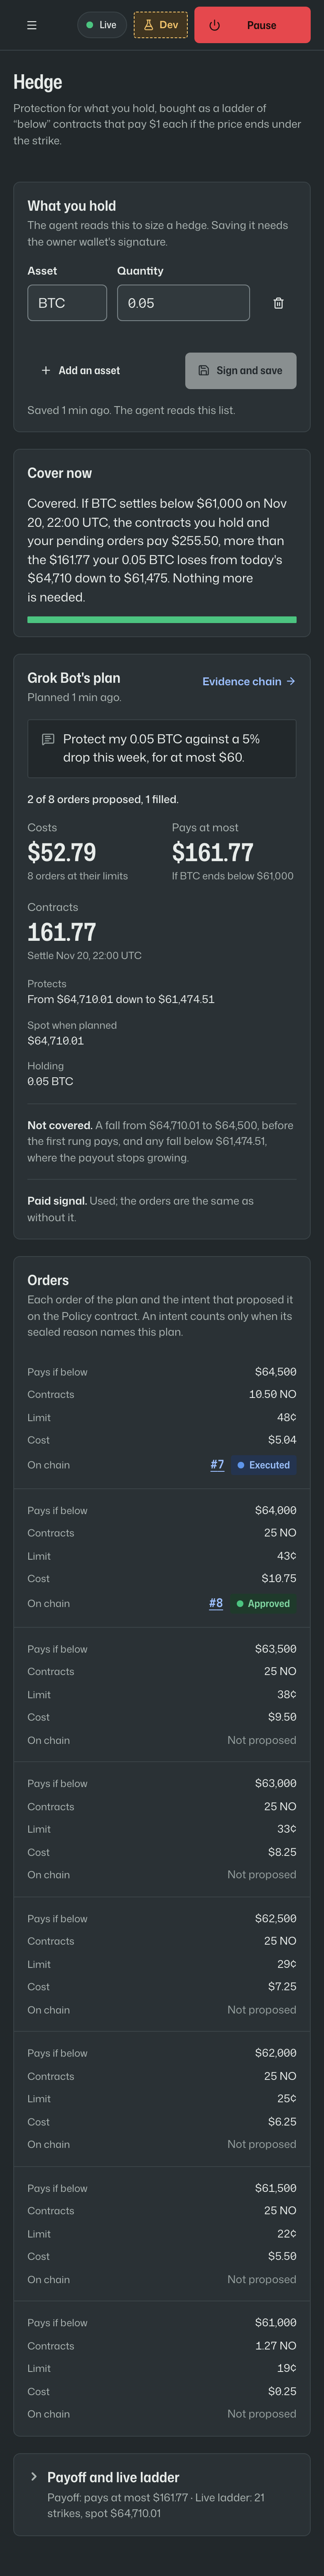 Live
Dev
Pause
Hedge
Protection for what you hold, bought as a ladder of
“below” contracts that pay $1 each if the price ends under
the strike.
What you hold
The agent reads this to size a hedge. Saving it needs
the owner wallet's signature.
Asset
Quantity
BTC
0.05
Add an asset
Sign and save
Saved 1 min ago. The agent reads this list.
Cover now
Covered. If BTC settles below $61,000 on Nov
20, 22:00 UTC, the contracts you hold and
your pending orders pay $255.50, more than
the $161.77 your 0.05 BTC loses from today's
$64,710 down to $61,475. Nothing more
is needed.
Grok Bot's plan
Evidence chain →
Planned 1 min ago.
Protect my 0.05 BTC against a 5%
drop this week, for at most $60.
2 of 8 orders proposed, 1 filled.
Costs
$52.79
8 orders at their limits
Pays at most
$161.77
If BTC ends below $61,000
Contracts
161.77
Settle Nov 20, 22:00 UTC
Protects
From $64,710.01 down to $61,474.51
Spot when planned
$64,710.01
Holding
0.05 BTC
Not covered. A fall from $64,710.01 to $64,500, before
the first rung pays, and any fall below $61,474.51,
where the payout stops growing.
Paid signal. Used; the orders are the same as
without it.
Orders
Each order of the plan and the intent that proposed it
on the Policy contract. An intent counts only when its
sealed reason names this plan.
Pays if below $64,500
Contracts 10.50 NO
Limit 48¢
Cost $5.04
On chain #7 Executed
Pays if below $64,000
Contracts 25 NO
Limit 43¢
Cost $10.75
On chain #8 Approved
Pays if below $63,500
Contracts 25 NO
Limit 38¢
Cost $9.50
On chain Not proposed
Pays if below $63,000
Contracts 25 NO
Limit 33¢
Cost $8.25
On chain Not proposed
Pays if below $62,500
Contracts 25 NO
Limit 29¢
Cost $7.25
On chain Not proposed
Pays if below $62,000
Contracts 25 NO
Limit 25¢
Cost $6.25
On chain Not proposed
Pays if below $61,500
Contracts 25 NO
Limit 22¢
Cost $5.50
On chain Not proposed
Pays if below $61,000
Contracts 1.27 NO
Limit 19¢
Cost $0.25
On chain Not proposed
Payoff and live ladder
Payoff: pays at most $161.77 · Live ladder: 21
strikes, spot $64,710.01